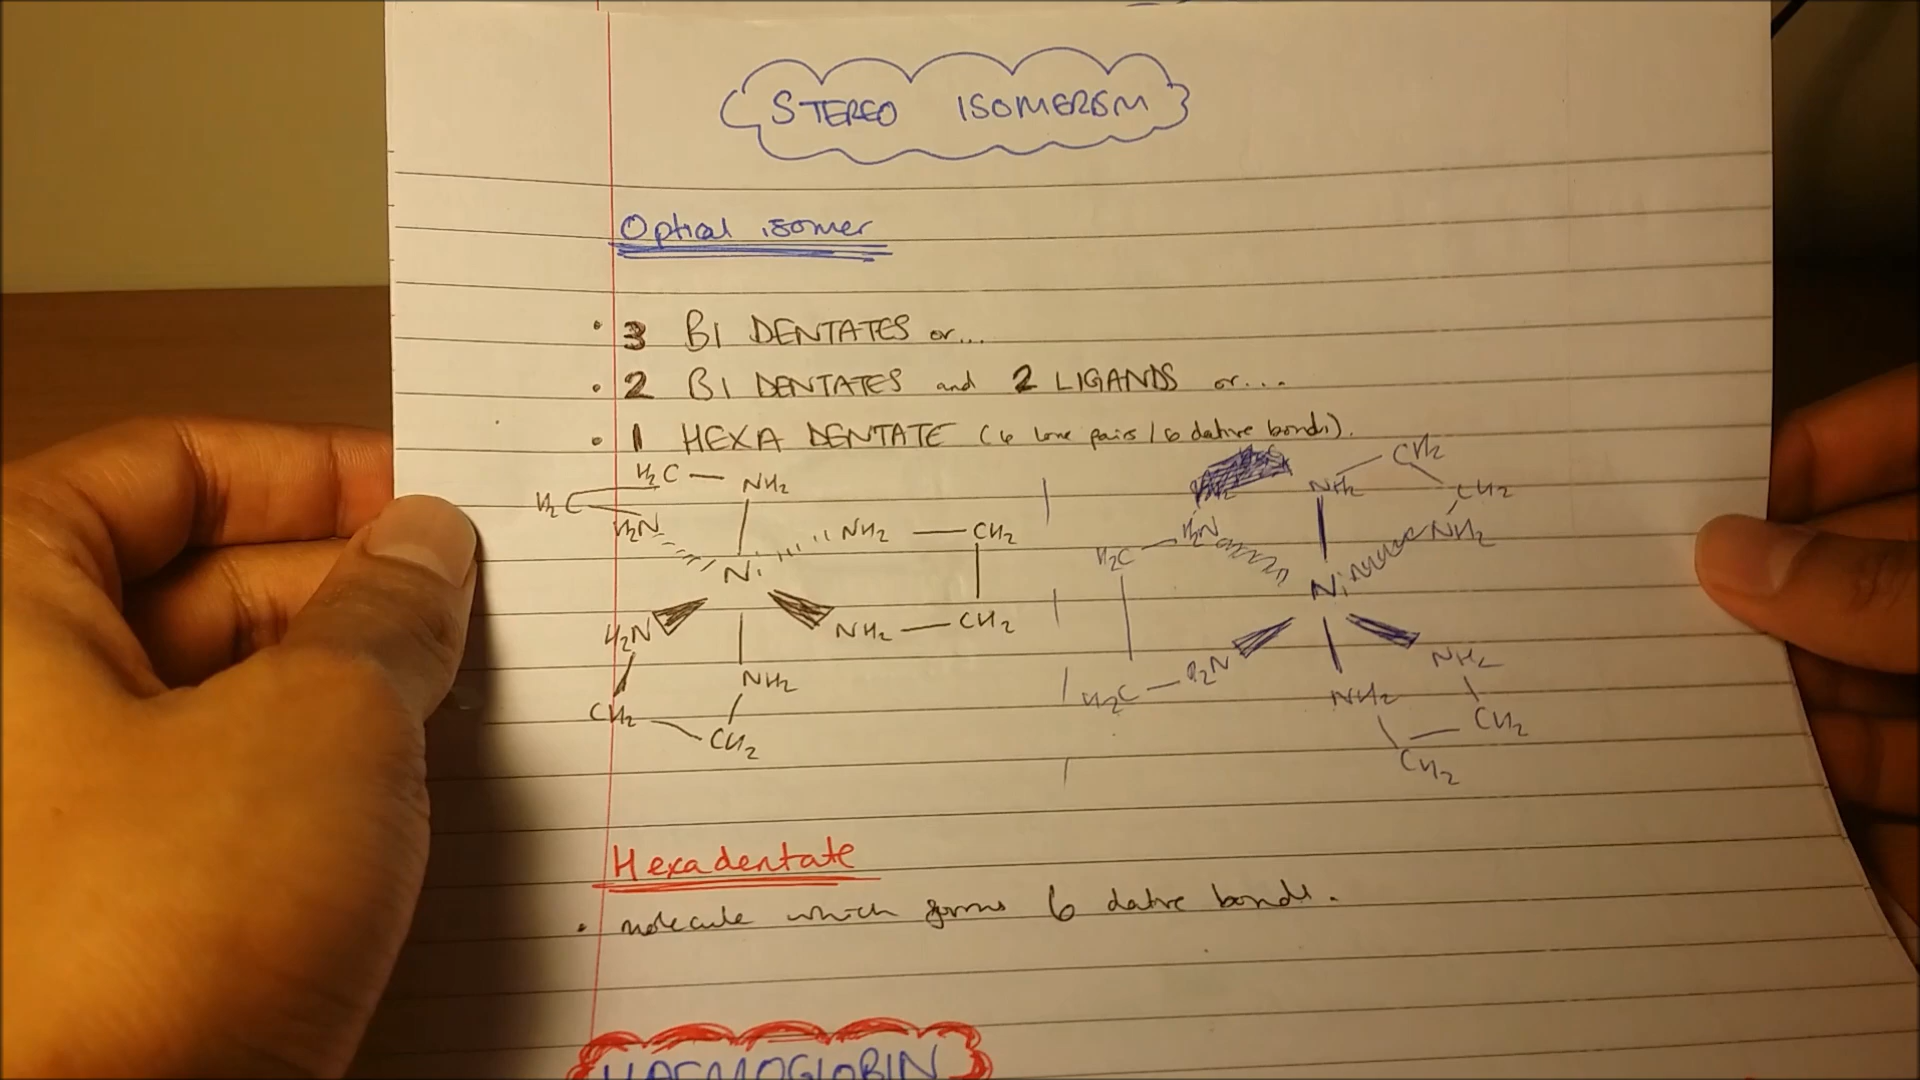 STEREO ISOMERISM
Optical isomer
• 3 BI DENTATES or...
• 2 BI DENTATES and 2 LIGANDS or...
• 1 HEXA DENTATE (6 lone pairs / 6 dative bonds).
H2C — NH2
H2C
H2N
NH2 — CH2
Ni
H2N
NH2 — CH2
NH2
CH2
CH2
NH2
CH2
CH2
H2C — H2N
NH2
Ni
H2C — H2N
NH2
NH2
CH2
CH2
Hexadentate
• molecule which forms 6 dative bonds.
HAEMOGLOBIN